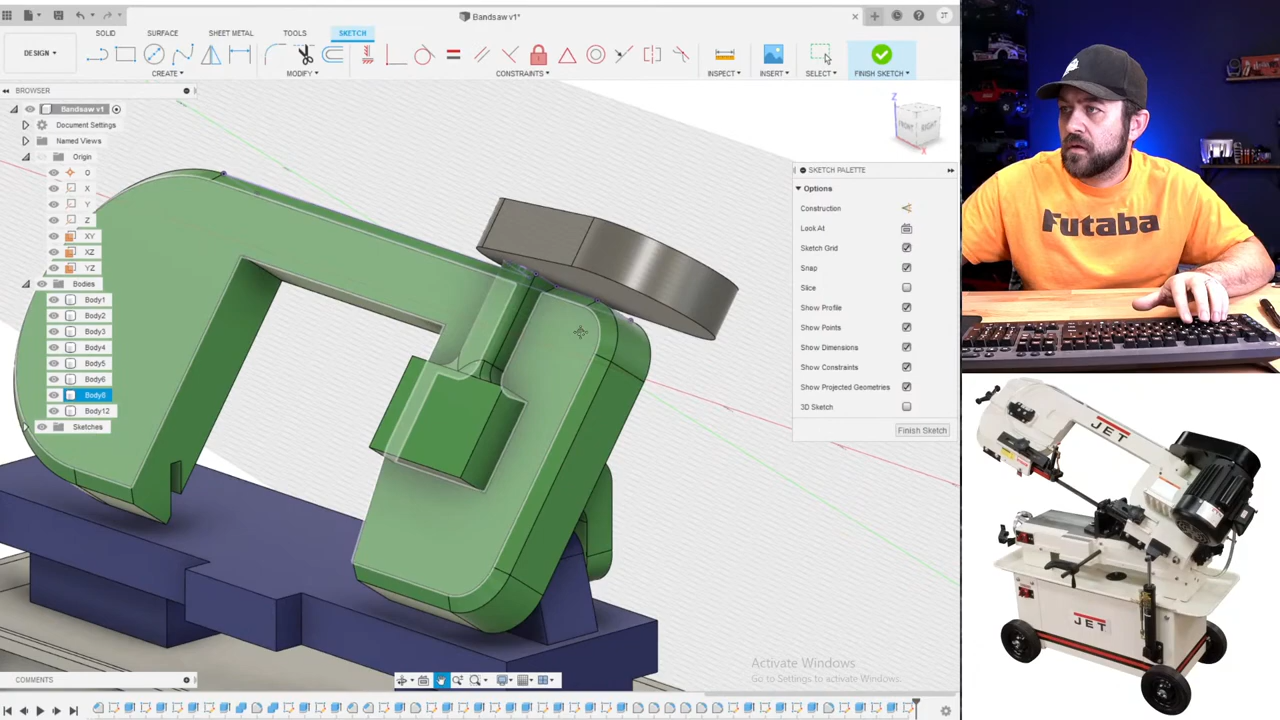 Bandsaw v1*
JT
DESIGN
SOLID
SURFACE
SHEET METAL
TOOLS
SKETCH
CREATE
MODIFY
CONSTRAINTS
INSPECT
INSERT
SELECT
FINISH SKETCH
BROWSER
Bandsaw v1
Document Settings
Named Views
Origin
O
X
Y
Z
XY
XZ
YZ
Bodies
Body1
Body2
Body3
Body4
Body5
Body6
Body8
Body12
Sketches
Z
FRONT
RIGHT
X
SKETCH PALETTE
Options
Construction
Look At
Sketch Grid
Snap
Slice
Show Profile
Show Points
Show Dimensions
Show Constraints
Show Projected Geometries
3D Sketch
Finish Sketch
Activate Windows
Go to Settings to activate Windows.
COMMENTS
Futaba
JET
JET